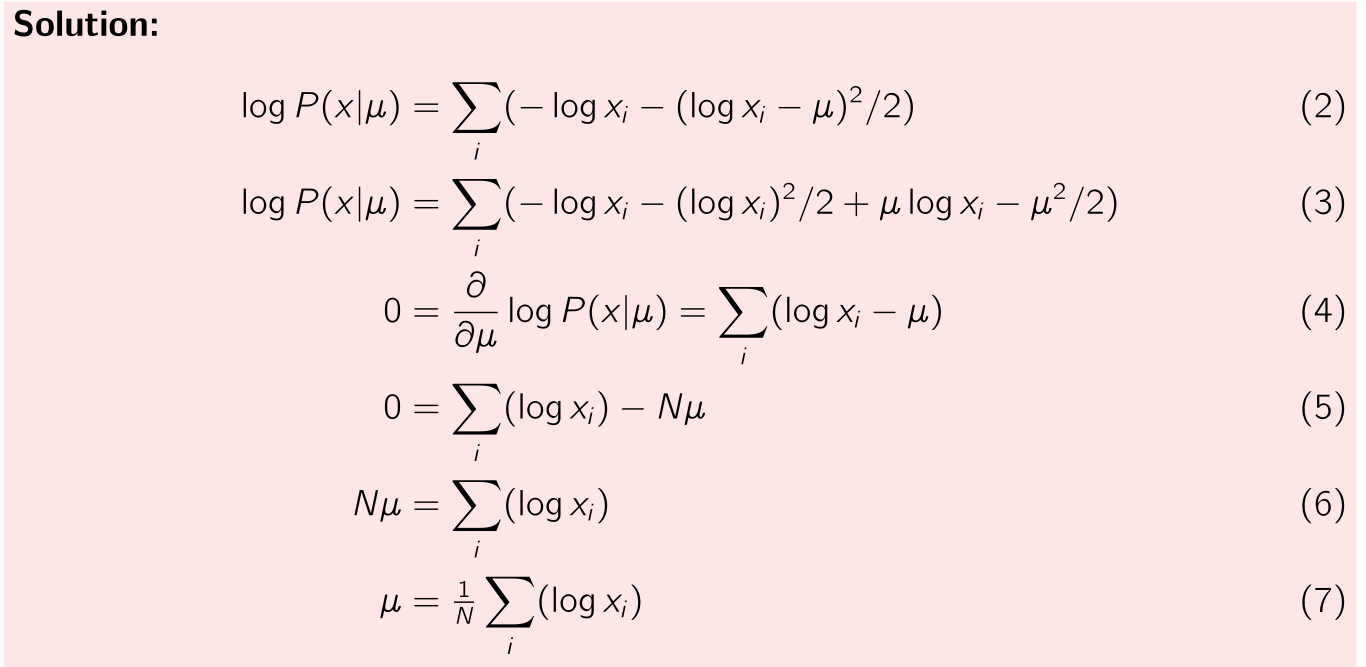 Solution:
log P(x|μ) = ∑_i (− log x_i − (log x_i − μ)²/2) (2)
log P(x|μ) = ∑_i (− log x_i − (log x_i)²/2 + μ log x_i − μ²/2) (3)
0 = ∂/∂μ log P(x|μ) = ∑_i (log x_i − μ) (4)
0 = ∑_i (log x_i) − Nμ (5)
Nμ = ∑_i (log x_i) (6)
μ = 1/N ∑_i (log x_i) (7)